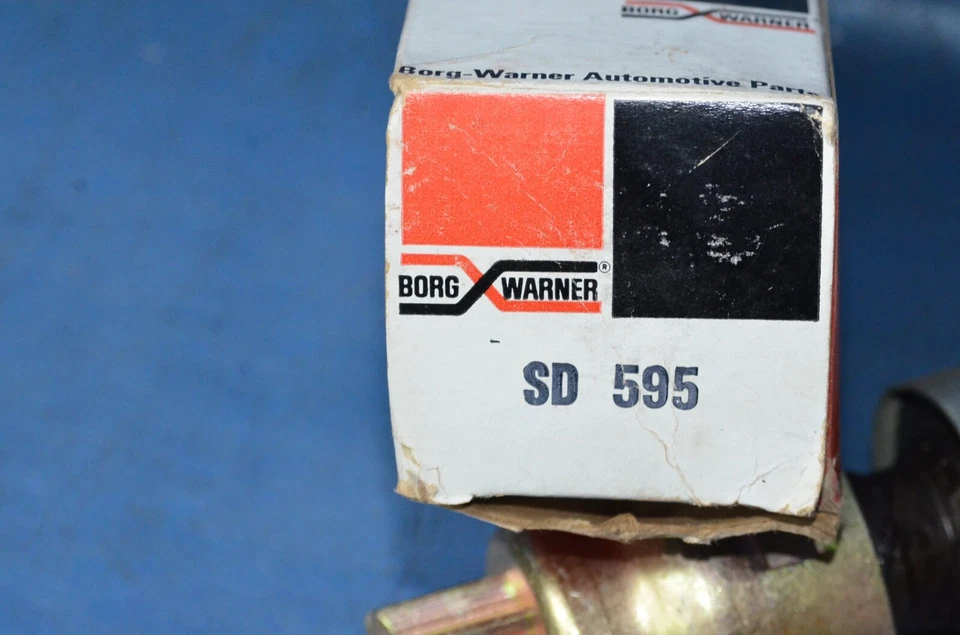 BORG WARNER
Borg-Warner Automotive Parts
BORG WARNER®
SD 595